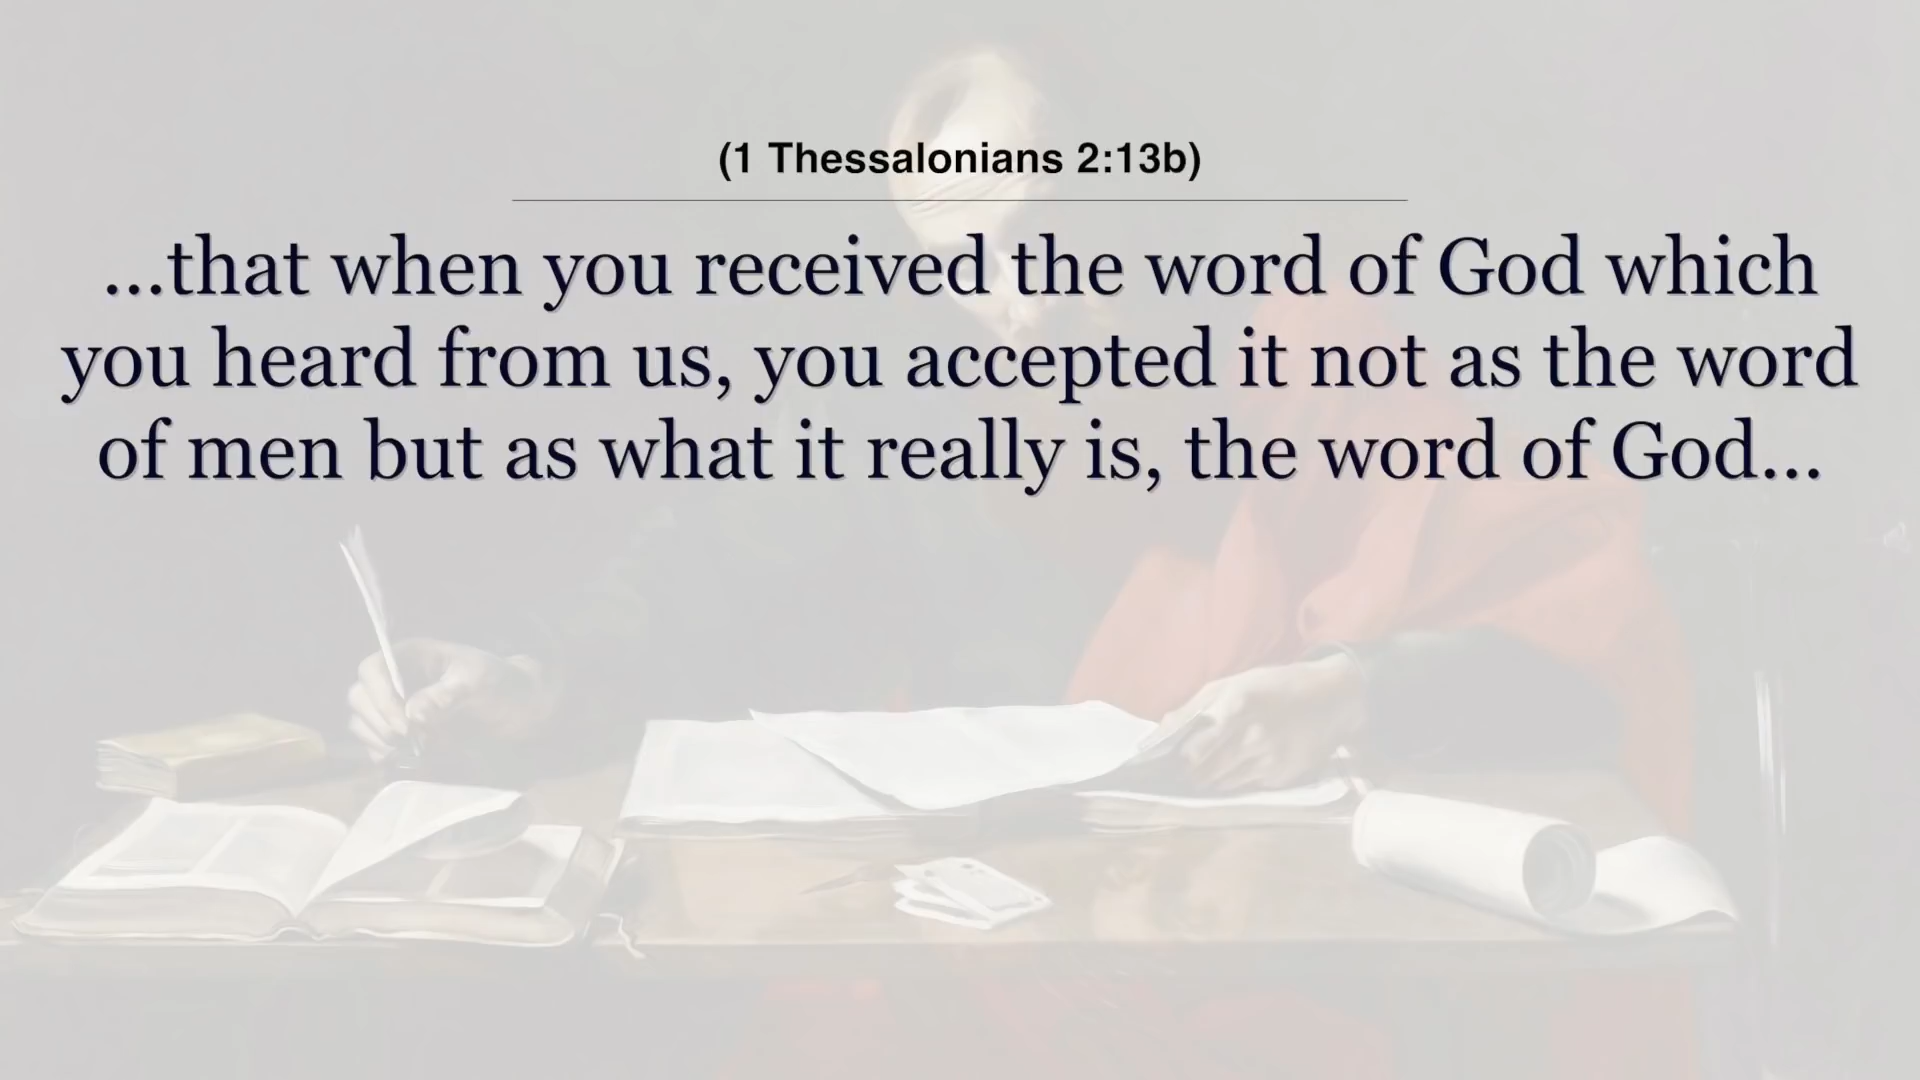 (1 Thessalonians 2:13b)
...that when you received the word of God which
you heard from us, you accepted it not as the word
of men but as what it really is, the word of God...